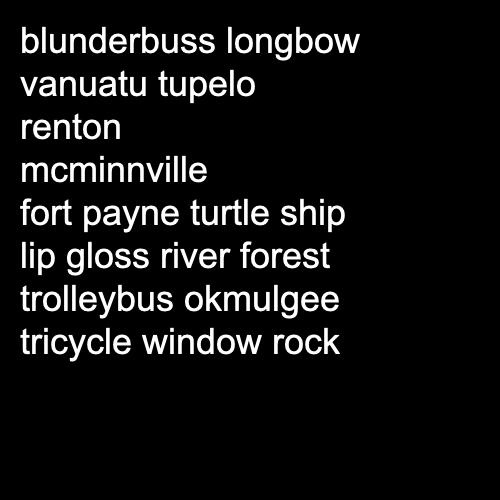 blunderbuss longbow
vanuatu tupelo
renton
mcminnville
fort payne turtle ship
lip gloss river forest
trolleybus okmulgee
tricycle window rock